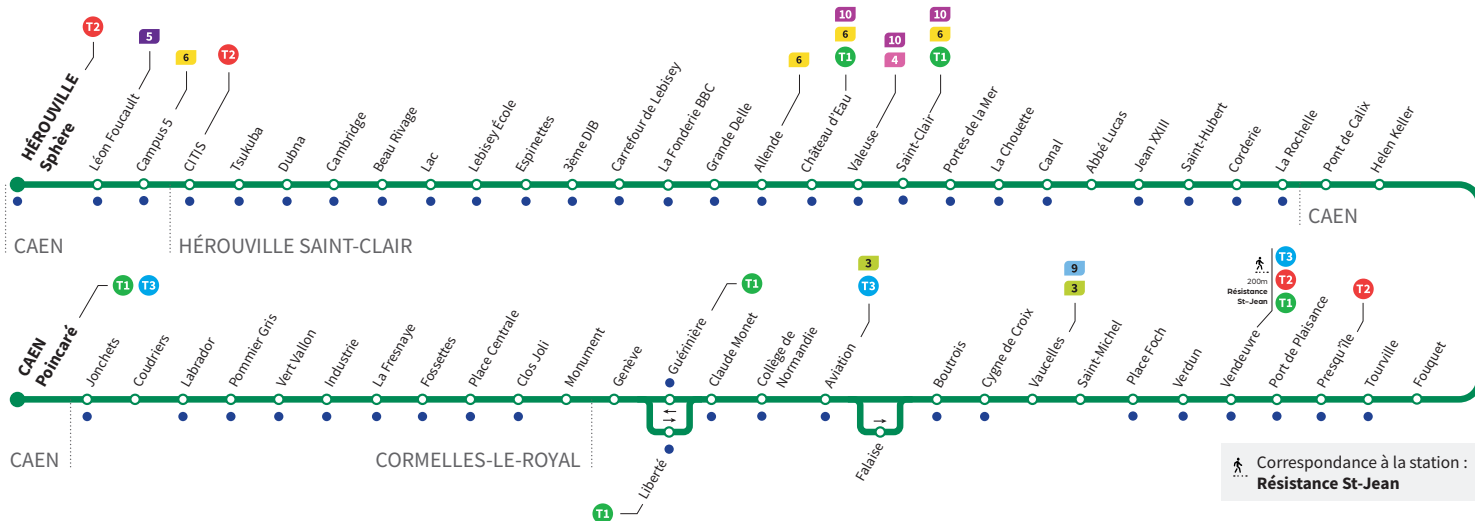 T2
5
6
T2
6
10
6
T1
10
4
10
6
T1
HÉROUVILLE
Sphère
Léon Foucault
Campus 5
CITIS
Tsukuba
Dubna
Cambridge
Beau Rivage
Lac
Lebisey École
Espinettes
3ème DIB
Carrefour de Lebisey
La Fonderie BBC
Grande Delle
Allende
Château d'Eau
Valeuse
Saint-Clair
Portes de la Mer
La Chouette
Canal
Abbé Lucas
Jean XXIII
Saint-Hubert
Corderie
La Rochelle
Pont de Calix
Helen Keller
CAEN
HÉROUVILLE SAINT-CLAIR
CAEN
T1 T3
T1
3
T3
9
3
200m
Résistance
St-Jean
T3
T2
T1
T2
CAEN
Poincaré
Jonchets
Coudriers
Labrador
Pommier Gris
Vert Vallon
Industrie
La Fresnaye
Fossettes
Place Centrale
Clos Joli
Monument
Genève
Guérinière
Claude Monet
Collège de
Normandie
Aviation
Boutrois
Cygne de Croix
Vaucelles
Saint-Michel
Place Foch
Verdun
Vendeuvre
Port de Plaisance
Presqu'île
Tourville
Fouquet
CAEN
CORMELLES-LE-ROYAL
Liberté
T1
Falaise
Correspondance à la station :
Résistance St-Jean